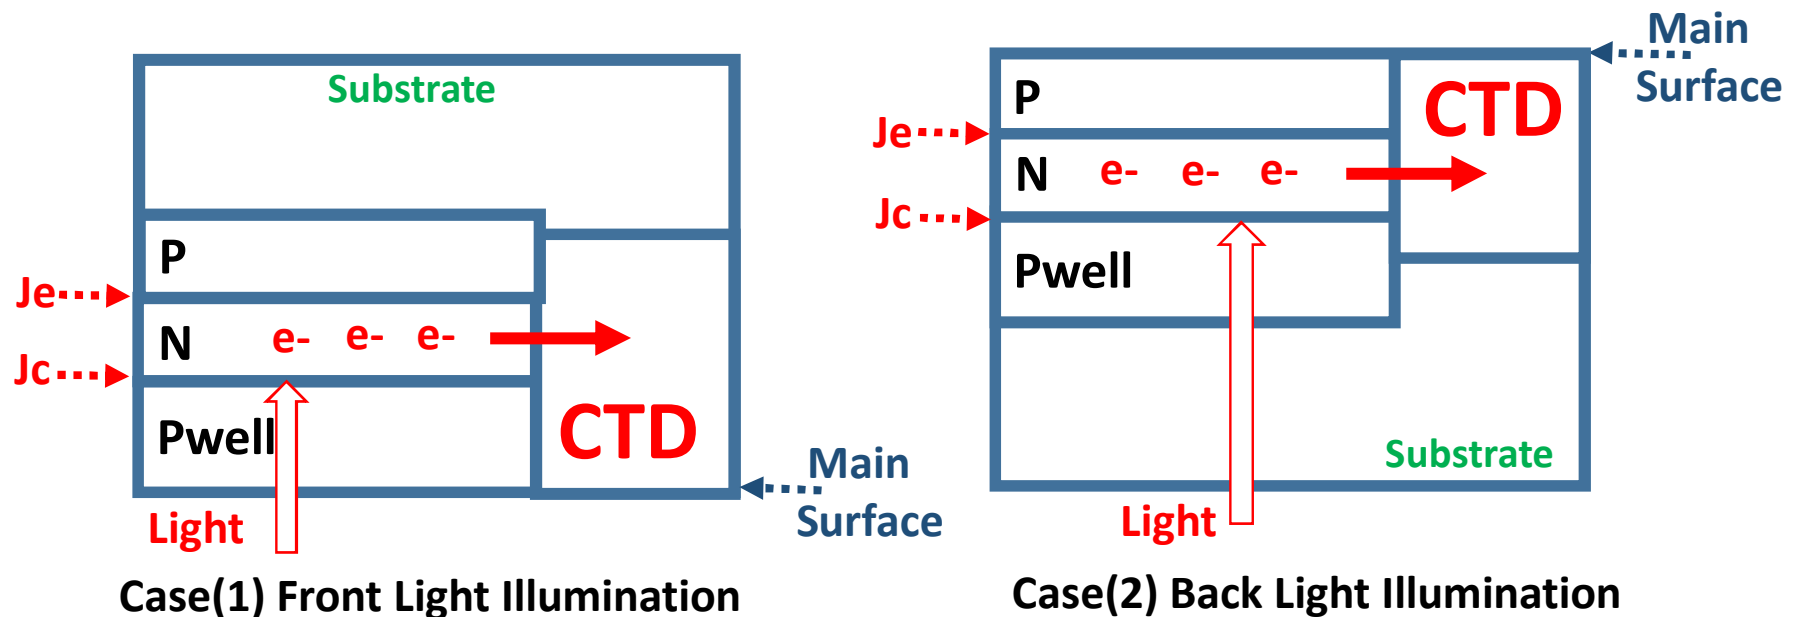 Substrate
P
Je
N e- e- e-
Jc
Pwell
CTD
Main
Surface
Light
Case(1) Front Light Illumination
Main
Surface
P
CTD
Je
N e- e- e-
Jc
Pwell
Substrate
Light
Case(2) Back Light Illumination